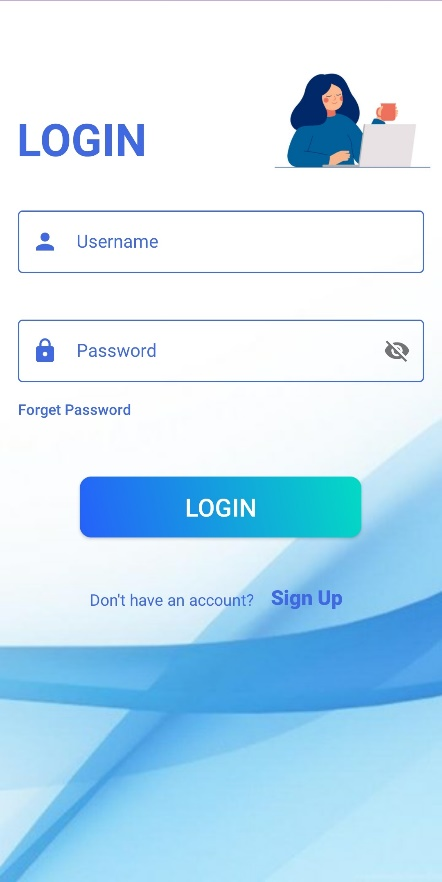 LOGIN
Username
Password
Forget Password
LOGIN
Don't have an account? Sign Up